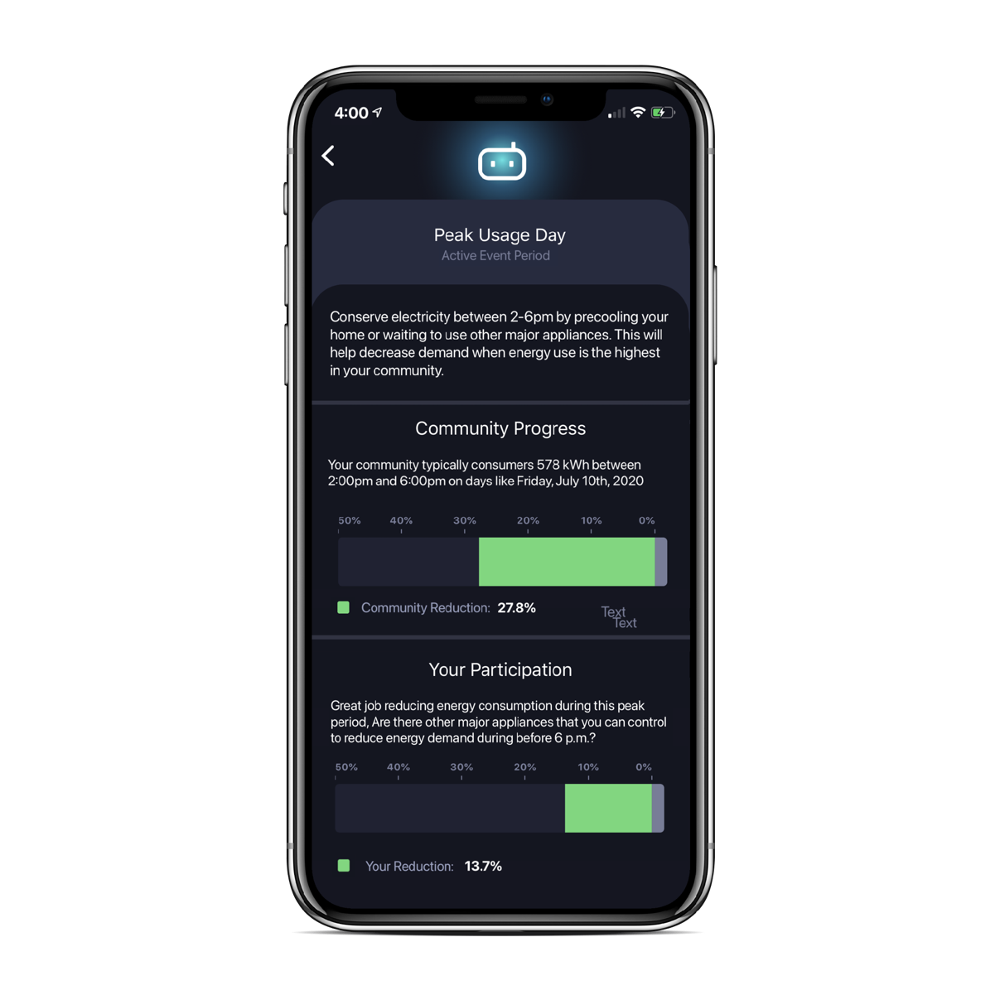 4:00
Peak Usage Day
Active Event Period
Conserve electricity between 2-6pm by precooling your
home or waiting to use other major appliances. This will
help decrease demand when energy use is the highest
in your community.
Community Progress
Your community typically consumers 578 kWh between
2:00pm and 6:00pm on days like Friday, July 10th, 2020
50% 40% 30% 20% 10% 0%
Community Reduction: 27.8%
Text
Text
Your Participation
Great job reducing energy consumption during this peak
period, Are there other major appliances that you can control
to reduce energy demand during before 6 p.m.?
50% 40% 30% 20% 10% 0%
Your Reduction: 13.7%